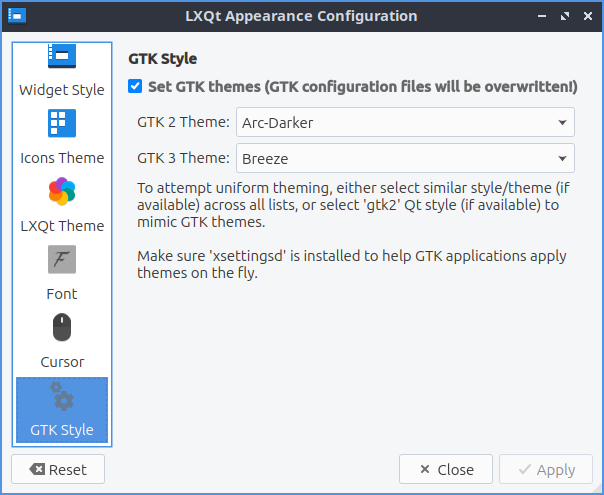 LXQt Appearance Configuration
Widget Style
Icons Theme
LXQt Theme
Font
Cursor
GTK Style
GTK Style
Set GTK themes (GTK configuration files will be overwritten!)
GTK 2 Theme: Arc-Darker
GTK 3 Theme: Breeze
To attempt uniform theming, either select similar style/theme (if
available) across all lists, or select 'gtk2' Qt style (if available) to
mimic GTK themes.
Make sure 'xsettingsd' is installed to help GTK applications apply
themes on the fly.
Reset
Close
Apply